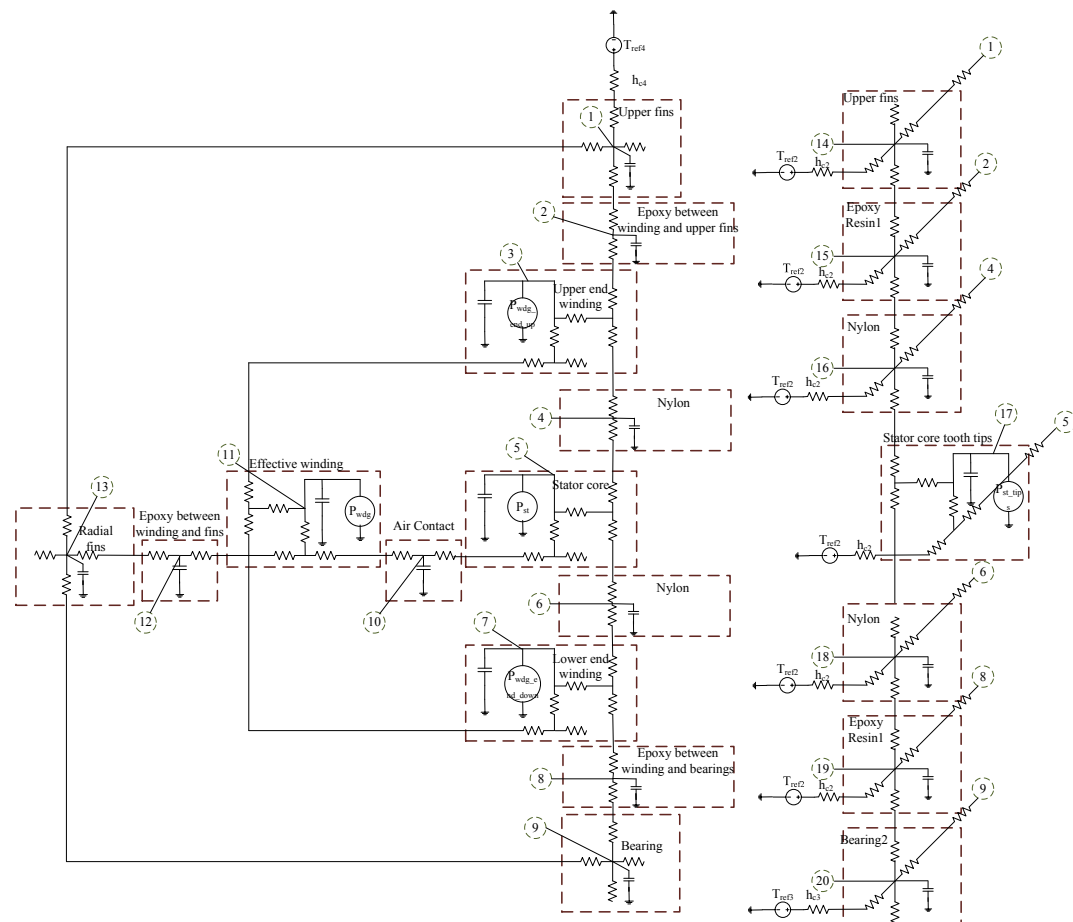 T_ref4
h_c4
1
Upper fins
2
Epoxy between
winding and upper fins
3
Upper end
winding
P_wdg_
end_up
4
Nylon
5
Stator core
P_st
11
Effective winding
P_wdg
13
Radial
fins
Epoxy between
winding and fins
12
Air Contact
10
6
Nylon
7
Lower end
winding
P_wdg_e
nd_down
8
Epoxy between
winding and bearings
9
Bearing
1
Upper fins
14
T_ref2
h_c2
2
Epoxy
Resin1
15
T_ref2
h_c2
4
Nylon
16
T_ref2
h_c2
5
17
Stator core tooth tips
P_st_tip
s
T_ref2
h_c2
6
Nylon
18
T_ref2
h_c2
8
Epoxy
Resin1
19
T_ref2
h_c2
9
Bearing2
20
T_ref3
h_c3